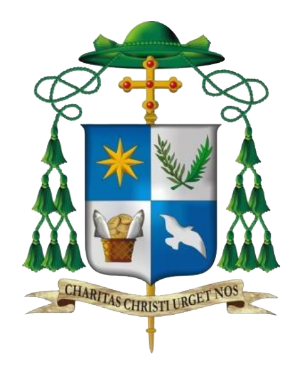 CHARITAS CHRISTI URGET NOS